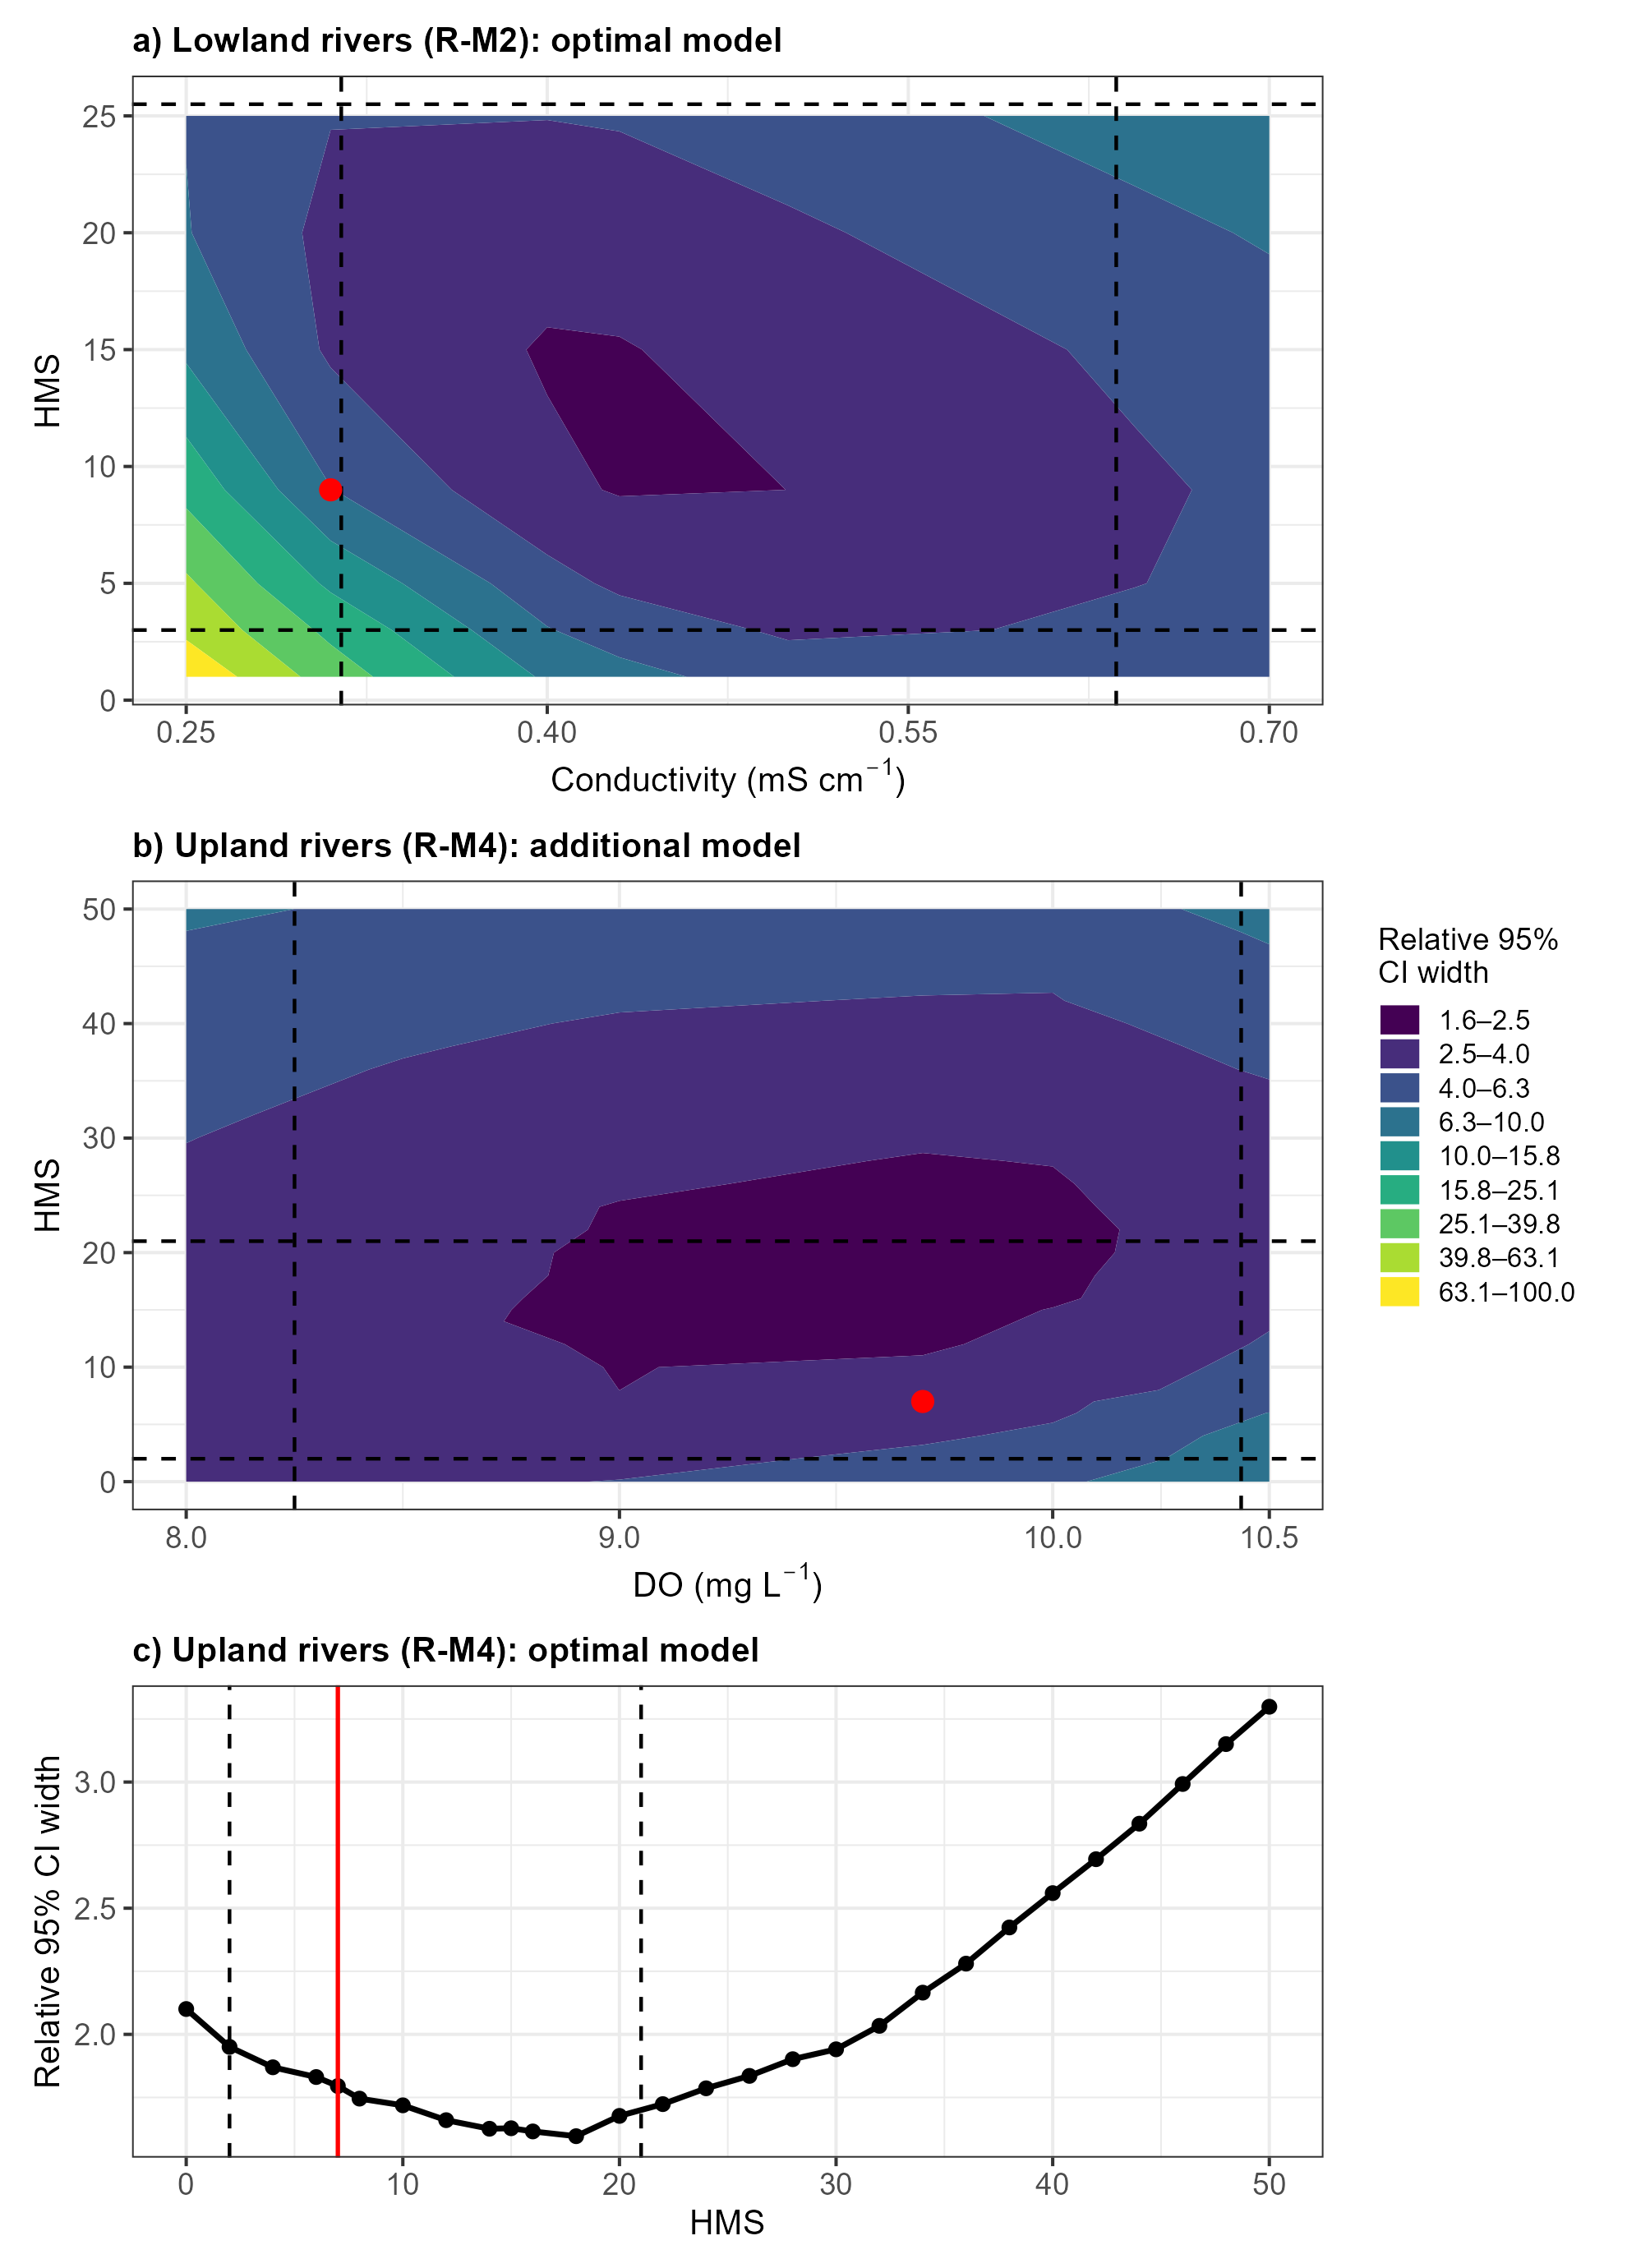 a) Lowland rivers (R-M2): optimal model
25
20
15
10
5
0
HMS
0.25 0.40 0.55 0.70
Conductivity (mS cm⁻¹)
b) Upland rivers (R-M4): additional model
50
40
30
20
10
0
HMS
8.0 9.0 10.0 10.5
DO (mg L⁻¹)
Relative 95%
CI width
1.6–2.5
2.5–4.0
4.0–6.3
6.3–10.0
10.0–15.8
15.8–25.1
25.1–39.8
39.8–63.1
63.1–100.0
c) Upland rivers (R-M4): optimal model
3.0
2.5
2.0
Relative 95% CI width
0 10 20 30 40 50
HMS